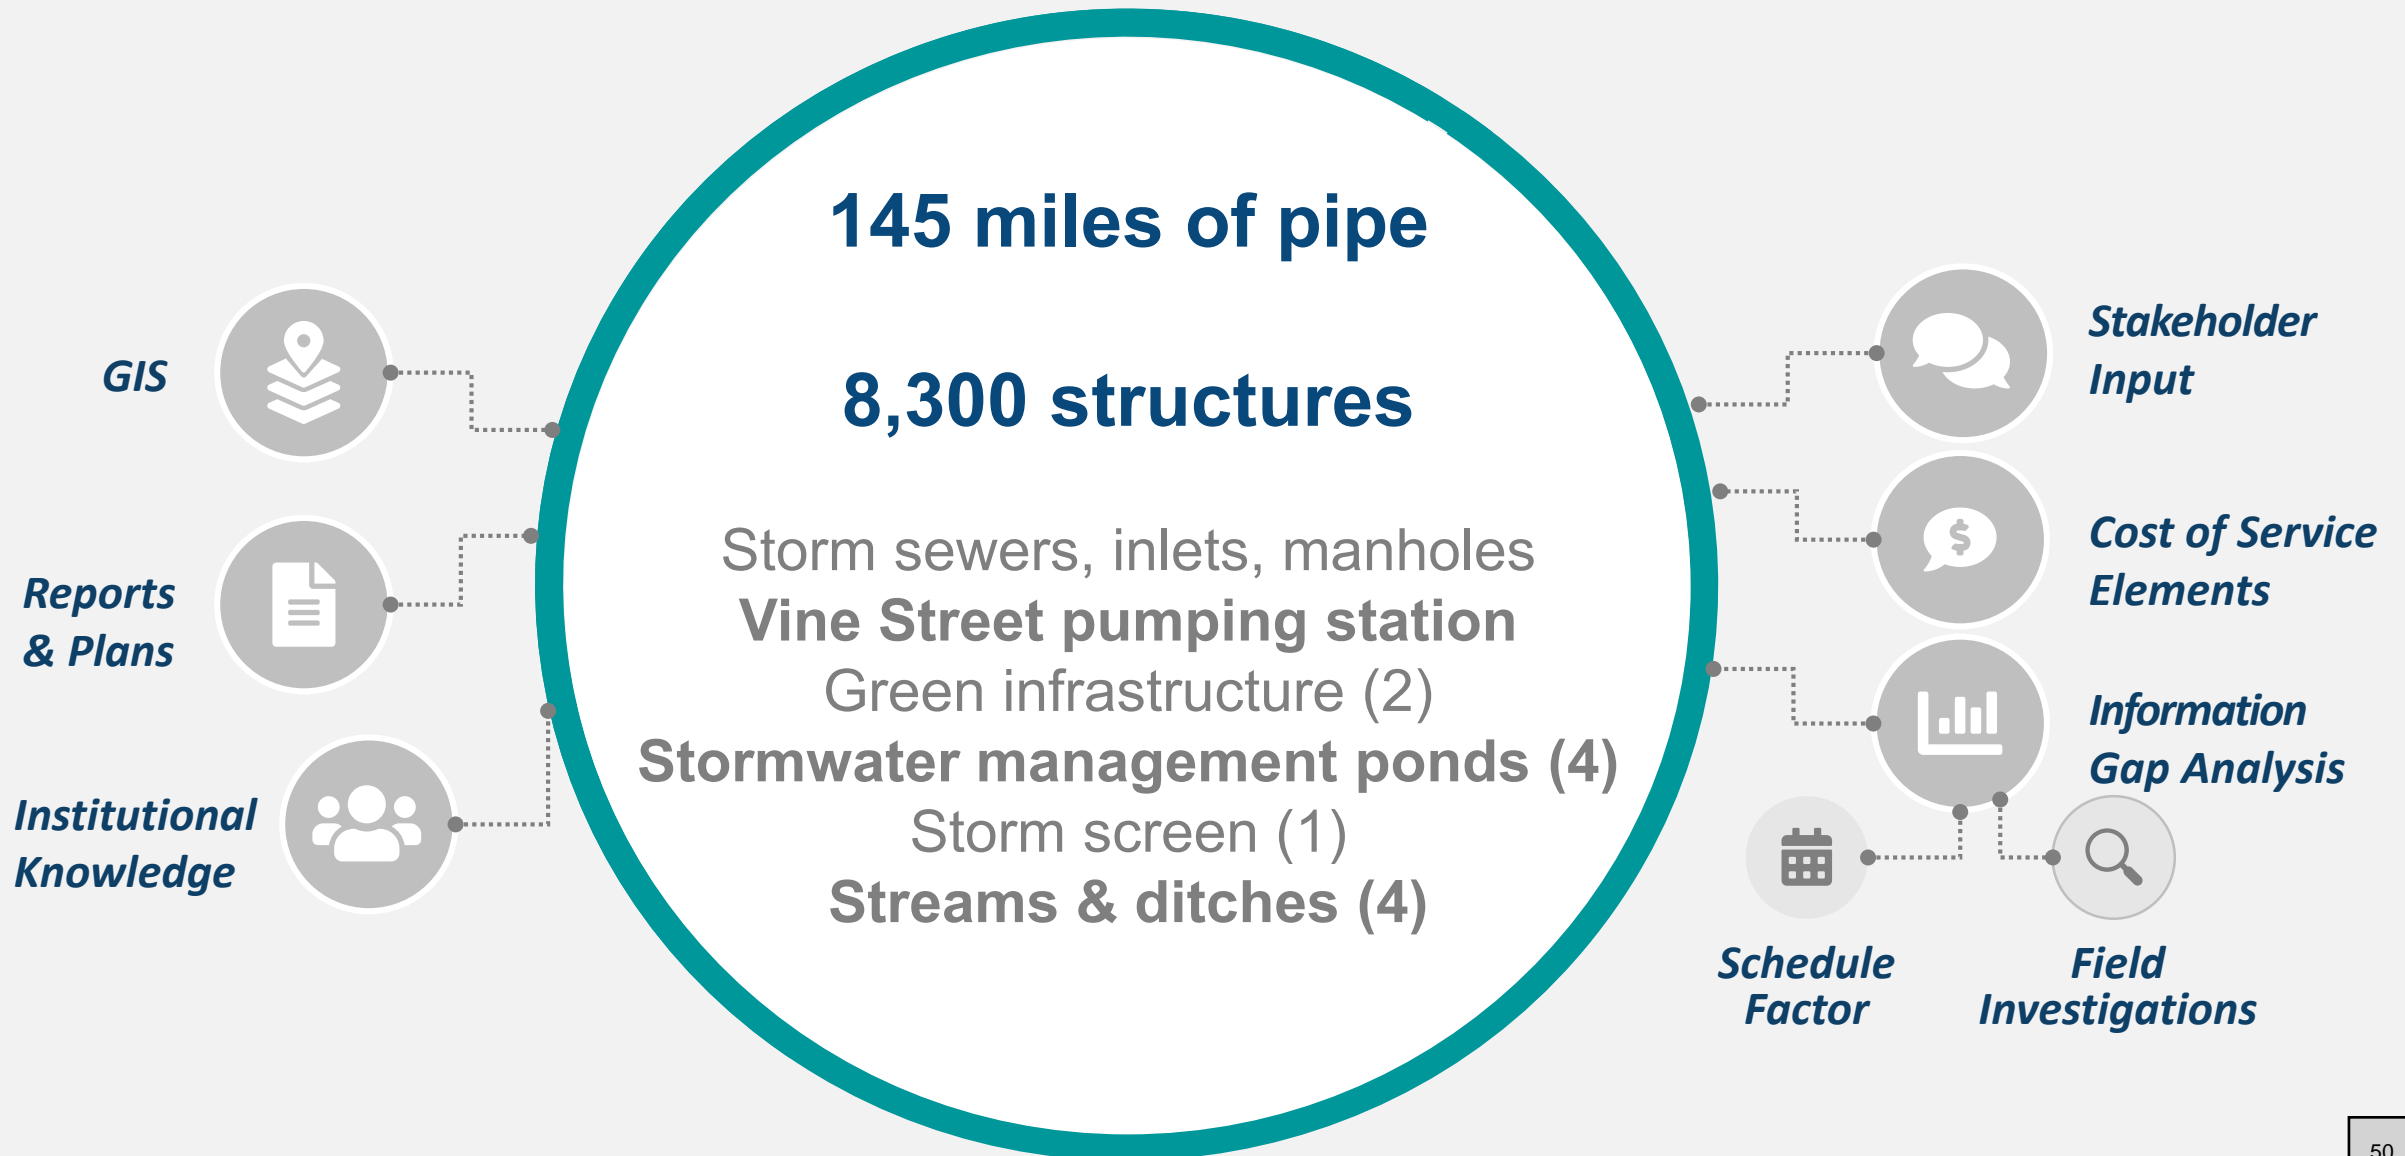 145 miles of pipe
8,300 structures
Storm sewers, inlets, manholes
Vine Street pumping station
Green infrastructure (2)
Stormwater management ponds (4)
Storm screen (1)
Streams & ditches (4)
GIS
Reports
& Plans
Institutional
Knowledge
Stakeholder
Input
$
Cost of Service
Elements
Information
Gap Analysis
Schedule
Factor
Field
Investigations
50